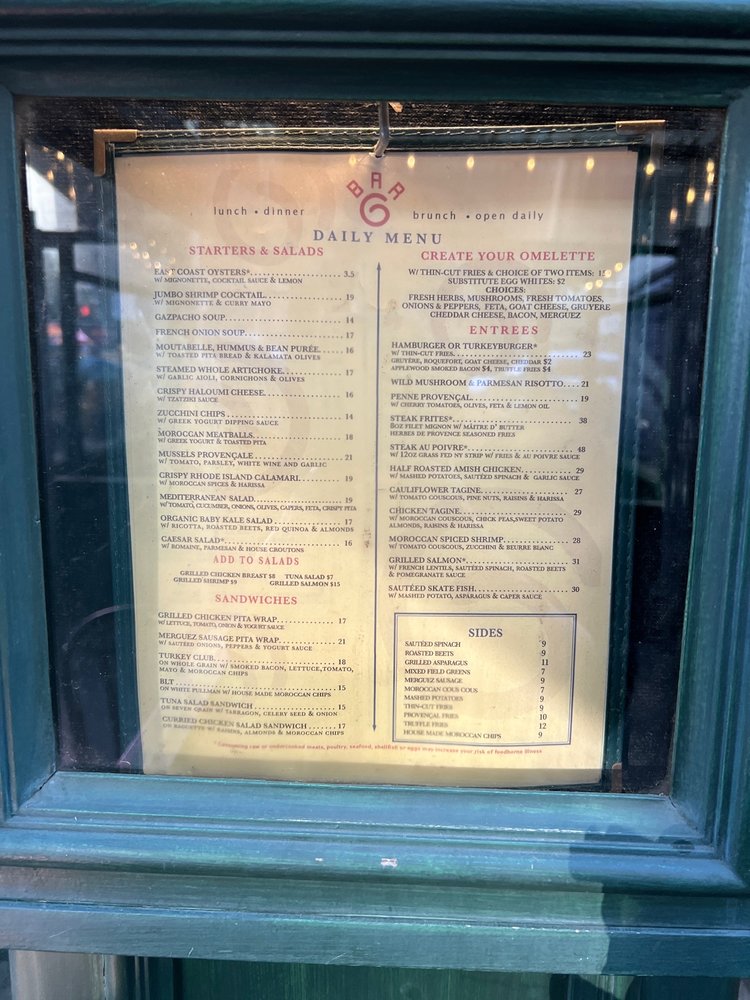 BAR
6
lunch • dinner
brunch • open daily
DAILY MENU
STARTERS & SALADS
EAST COAST OYSTERS*. 3.5
W/ MIGNONETTE, COCKTAIL SAUCE & LEMON
JUMBO SHRIMP COCKTAIL. 19
W/ MIGNONETTE & CURRY MAYO
GAZPACHO SOUP. 14
FRENCH ONION SOUP. 17
MOUTABELLE, HUMMUS & BEAN PURÉE. 16
W/ TOASTED PITA BREAD & KALAMATA OLIVES
STEAMED WHOLE ARTICHOKE. 17
W/ GARLIC AIOLI, CORNICHONS & OLIVES
CRISPY HALOUMI CHEESE. 16
W/ TZATZIKI SAUCE
ZUCCHINI CHIPS. 14
W/ GREEK YOGURT DIPPING SAUCE
MOROCCAN MEATBALLS. 18
W/ GREEK YOGURT & TOASTED PITA
MUSSELS PROVENÇALE. 21
W/ TOMATO, PARSLEY, WHITE WINE AND GARLIC
CRISPY RHODE ISLAND CALAMARI. 19
W/ MOROCCAN SPICES & HARISSA
MEDITERRANEAN SALAD. 19
W/ TOMATO, CUCUMBER, ONIONS, OLIVES, CAPERS, FETA, CRISPY PITA
ORGANIC BABY KALE SALAD. 17
W/ RICOTTA, ROASTED BEETS, RED QUINOA & ALMONDS
CAESAR SALAD*. 16
W/ ROMAINE, PARMESAN & HOUSE CROUTONS
ADD TO SALADS
GRILLED CHICKEN BREAST $8 TUNA SALAD $7
GRILLED SHRIMP $9 GRILLED SALMON $15
SANDWICHES
GRILLED CHICKEN PITA WRAP. 17
W/ LETTUCE, TOMATO, ONION & YOGURT SAUCE
MERGUEZ SAUSAGE PITA WRAP. 21
W/ SAUTÉED ONIONS, PEPPERS & YOGURT SAUCE
TURKEY CLUB. 18
ON WHOLE GRAIN W/ SMOKED BACON, LETTUCE,TOMATO,
MAYO & MOROCCAN CHIPS
BLT. 15
ON WHITE PULLMAN W/ HOUSE MADE MOROCCAN CHIPS
TUNA SALAD SANDWICH. 15
ON SEVEN GRAIN W/ TARRAGON, CELERY SEED & ONION
CURRIED CHICKEN SALAD SANDWICH. 17
ON BAGUETTE W/ RAISINS, ALMONDS & MOROCCAN CHIPS
CREATE YOUR OMELETTE
W/ THIN-CUT FRIES & CHOICE OF TWO ITEMS: 15
SUBSTITUTE EGG WHITES: $2
CHOICES:
FRESH HERBS, MUSHROOMS, FRESH TOMATOES,
ONIONS & PEPPERS, FETA, GOAT CHEESE, GRUYERE
CHEDDAR CHEESE, BACON, MERGUEZ
ENTREES
HAMBURGER OR TURKEYBURGER*
W/ THIN-CUT FRIES. 23
GRUYÈRE, ROQUEFORT, GOAT CHEESE, CHEDDAR $2
APPLEWOOD SMOKED BACON $4, TRUFFLE FRIES $4
WILD MUSHROOM & PARMESAN RISOTTO. 21
PENNE PROVENÇAL. 19
W/ CHERRY TOMATOES, OLIVES, FETA & LEMON OIL
STEAK FRITES*. 38
8OZ FILET MIGNON W/ MAÎTRE D' BUTTER
HERBES DE PROVENCE SEASONED FRIES
STEAK AU POIVRE*. 48
W/ 12OZ GRASS FED NY STRIP W/ FRIES & AU POIVRE SAUCE
HALF ROASTED AMISH CHICKEN. 29
W/ MASHED POTATOES, SAUTÉED SPINACH & GARLIC SAUCE
CAULIFLOWER TAGINE. 27
W/ TOMATO COUSCOUS, PINE NUTS, RAISINS & HARISSA
CHICKEN TAGINE. 29
W/ MOROCCAN COUSCOUS, CHICK PEAS,SWEET POTATO
ALMONDS, RAISINS & HARISSA
MOROCCAN SPICED SHRIMP. 28
W/ TOMATO COUSCOUS, ZUCCHINI & BEURRE BLANC
GRILLED SALMON*. 31
W/ FRENCH LENTILS, SAUTÉED SPINACH, ROASTED BEETS
& POMEGRANATE SAUCE
SAUTÉED SKATE FISH. 30
W/ MASHED POTATO, ASPARAGUS & CAPER SAUCE
SIDES
SAUTÉED SPINACH 9
ROASTED BEETS 9
GRILLED ASPARAGUS 11
MIXED FIELD GREENS 7
MERGUEZ SAUSAGE 9
MOROCCAN COUS COUS 7
MASHED POTATOES 9
THIN-CUT FRIES 9
PROVENÇAL FRIES 10
TRUFFLE FRIES 12
HOUSE MADE MOROCCAN CHIPS 9
* Consuming raw or undercooked meats, poultry, seafood, shellfish or eggs may increase your risk of foodborne illness